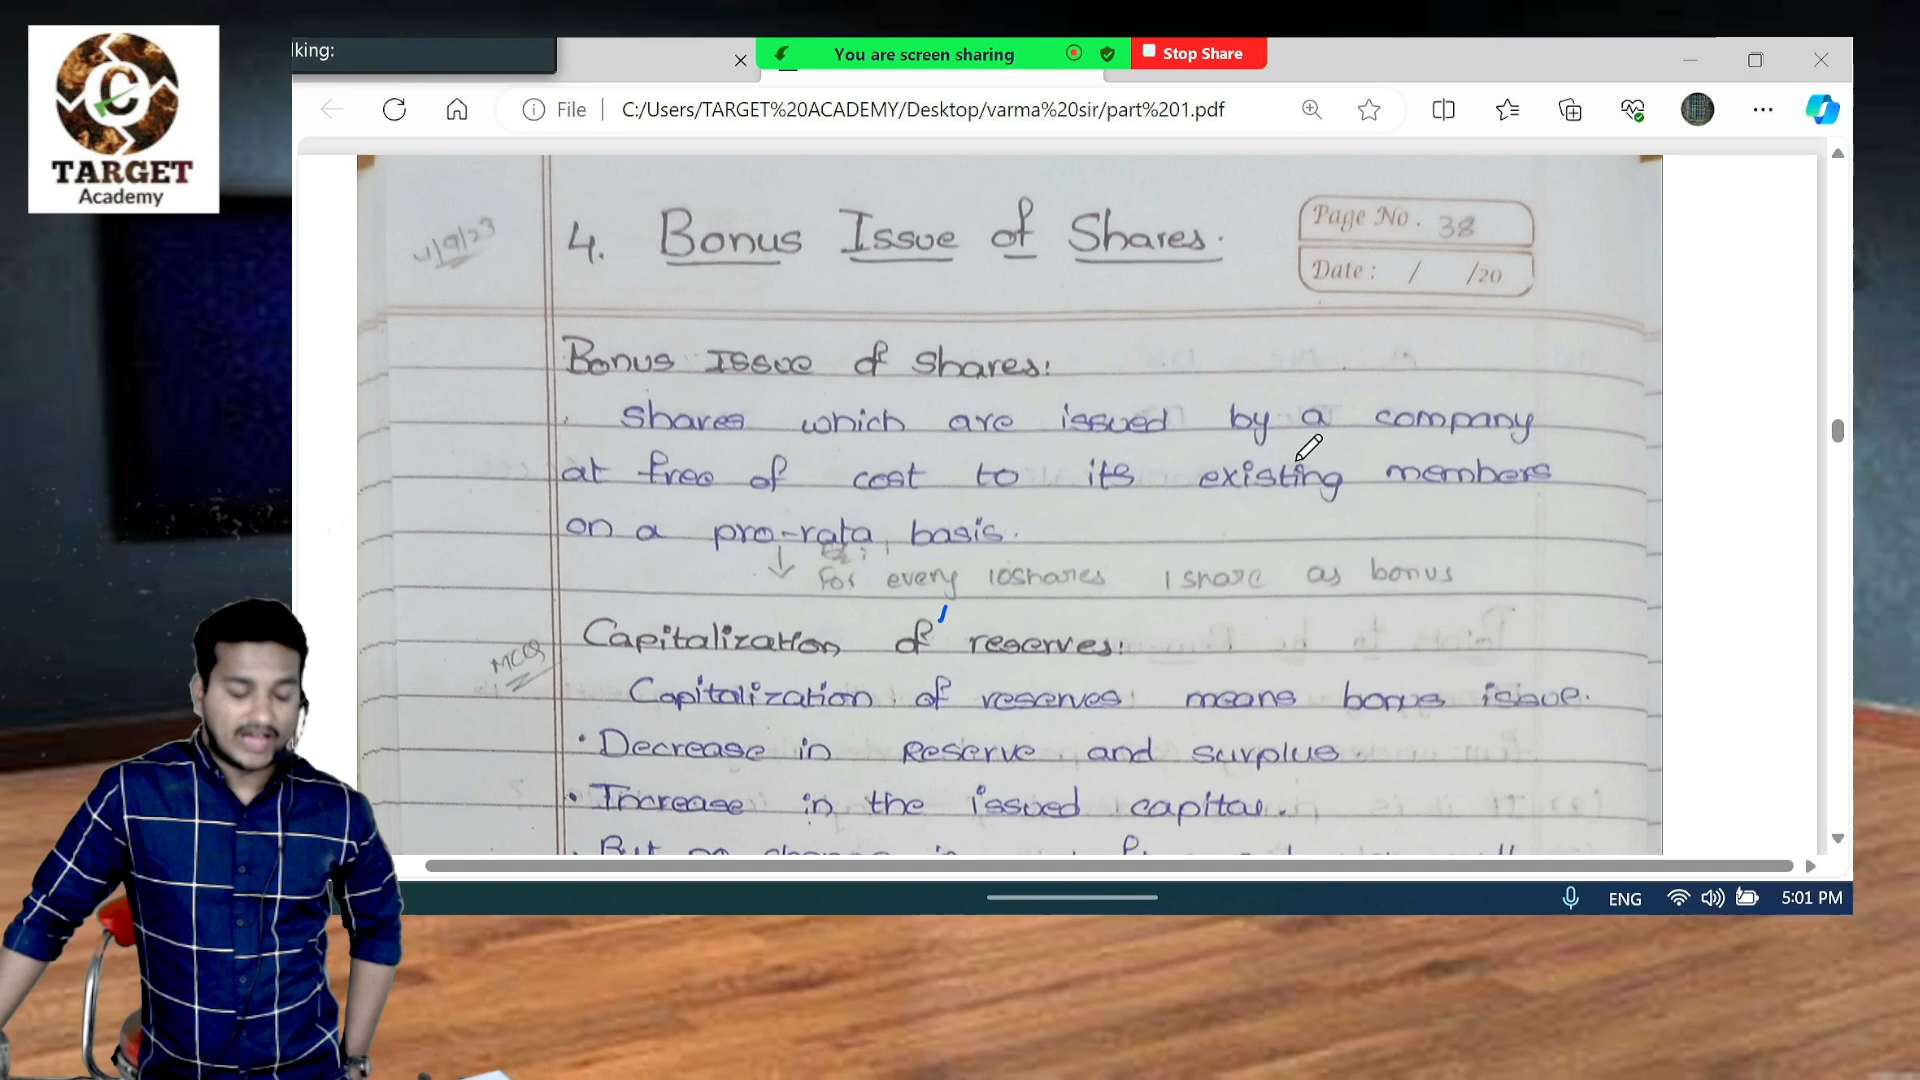 TARGET
Academy
lking:
You are screen sharing
Stop Share
File
C:/Users/TARGET%20ACADEMY/Desktop/varma%20sir/part%201.pdf
4/9/23
4. Bonus Issue of Shares.
Page No. 38
Date: / /20
Bonus Issue of shares:
shares which are issued by a company
at free of cost to its existing members
on a pro-rata basis.
↓ For every 10shares 1 share as bonus
MCQ
Capitalization of reserves:
Capitalization of reserves means bonus issue.
• Decrease in Reserve and surplus.
• Increase in the issued capital.
ENG
5:01 PM